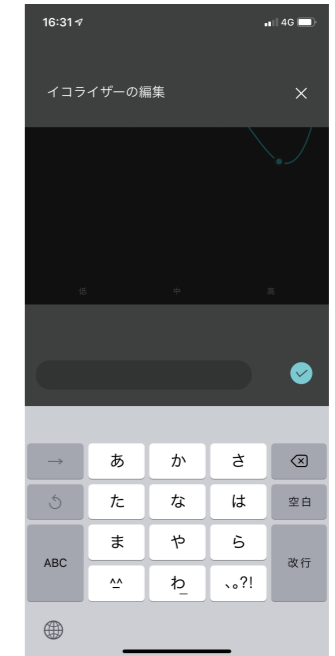 16:31
4G
イコライザーの編集
低 中 高
→ あ か さ
た な は 空白
ABC ま や ら 改行
^^ わ_ 、。?!